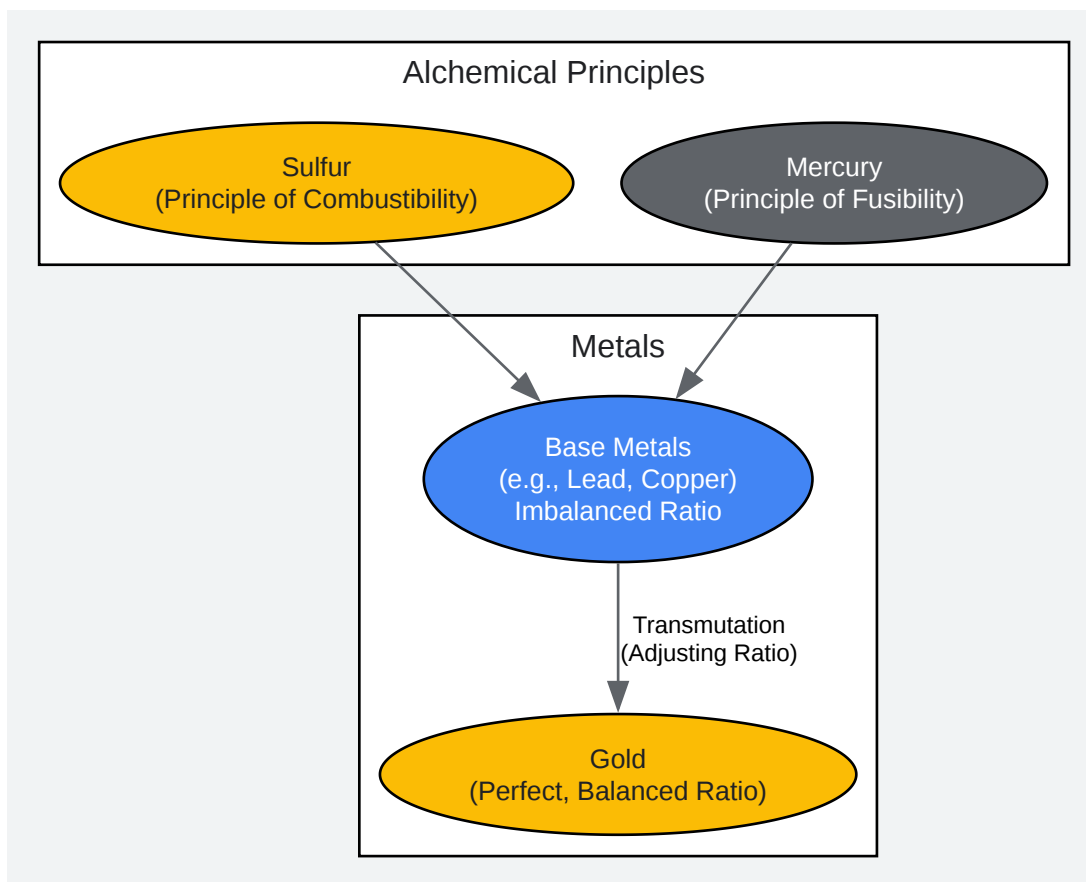 Alchemical Principles
Sulfur
(Principle of Combustibility)
Mercury
(Principle of Fusibility)
Metals
Base Metals
(e.g., Lead, Copper)
Imbalanced Ratio
Transmutation
(Adjusting Ratio)
Gold
(Perfect, Balanced Ratio)